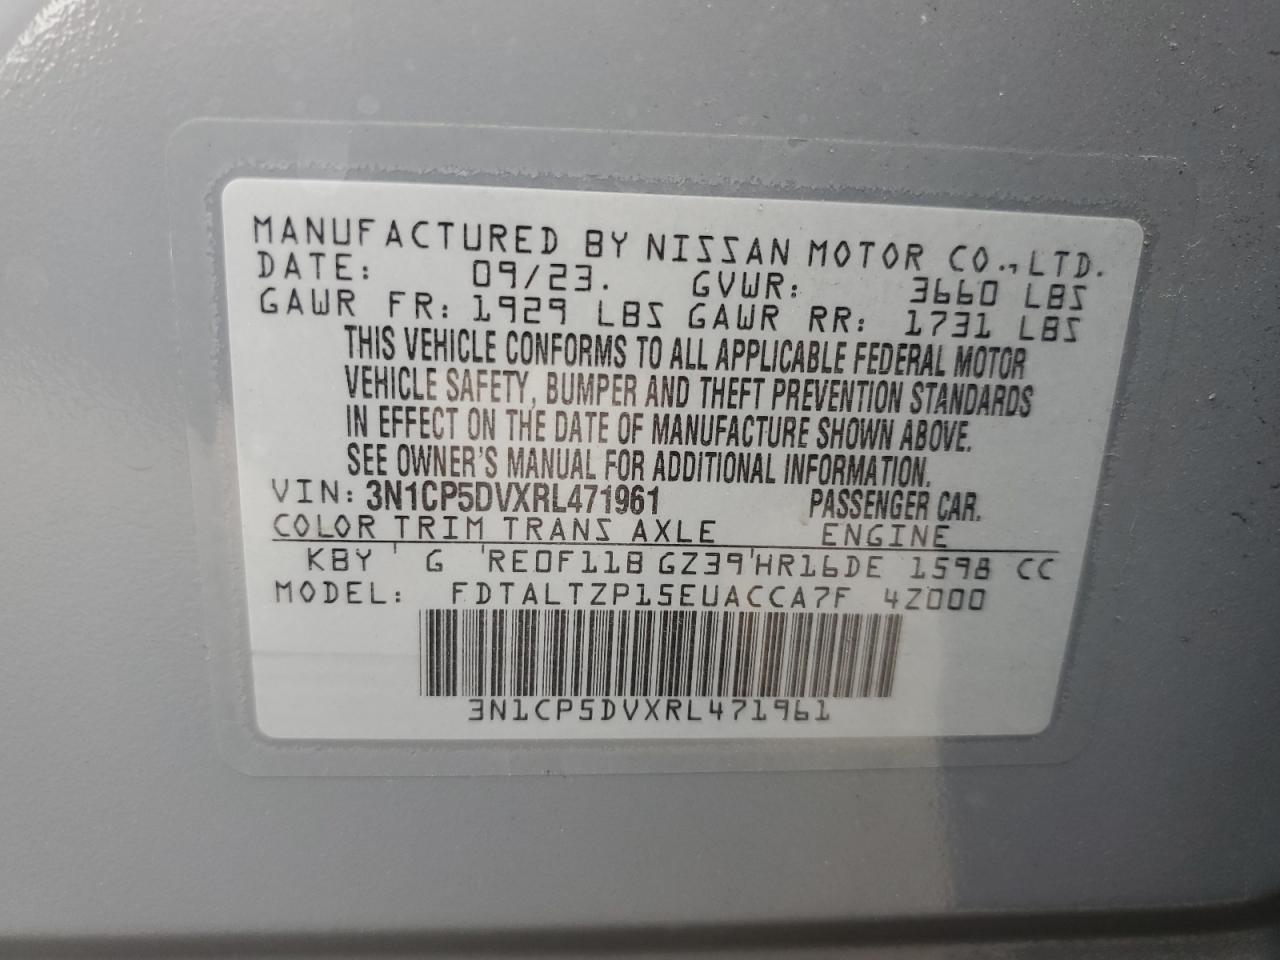 MANUFACTURED BY NISSAN MOTOR CO.,LTD.
DATE: 09/23. GVWR: 3660 LBS
GAWR FR: 1929 LBS GAWR RR: 1731 LBS
THIS VEHICLE CONFORMS TO ALL APPLICABLE FEDERAL MOTOR
VEHICLE SAFETY, BUMPER AND THEFT PREVENTION STANDARDS
IN EFFECT ON THE DATE OF MANUFACTURE SHOWN ABOVE.
SEE OWNER'S MANUAL FOR ADDITIONAL INFORMATION.
VIN: 3N1CP5DVXRL471961 PASSENGER CAR.
COLOR TRIM TRANS AXLE ENGINE
KBY ' G 'RE0F11B GZ39'HR16DE 1598 CC
MODEL: FDTALTZP15EUACCA7F 4Z000
3N1CP5DVXRL471961